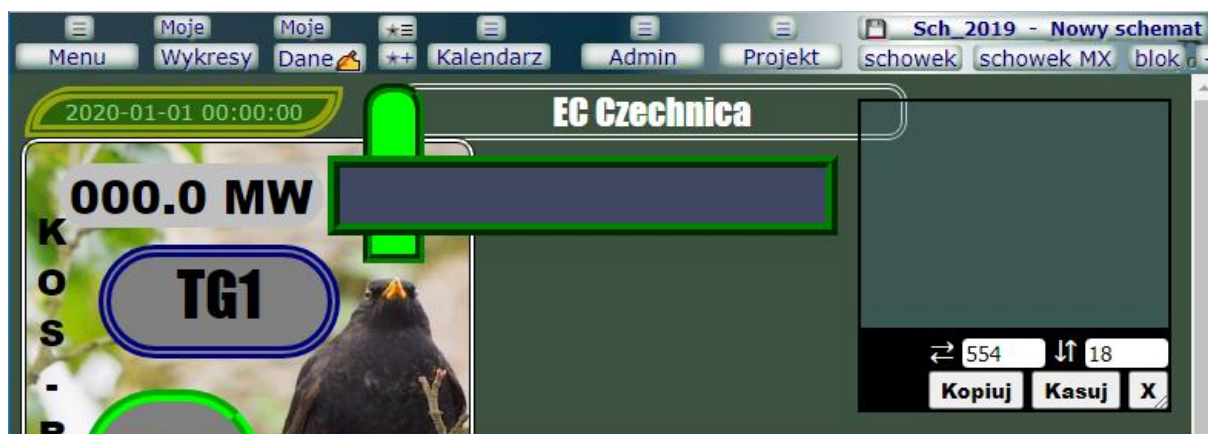 Moje Moje ★☰ Sch_2019 - Nowy schemat
Menu Wykresy Dane ★+ Kalendarz Admin Projekt schowek schowek MX blok
2020-01-01 00:00:00
EC Czechnica
000.0 MW
TG1
K
O
S
-
⇄ 554 ⇵ 18
Kopiuj Kasuj X